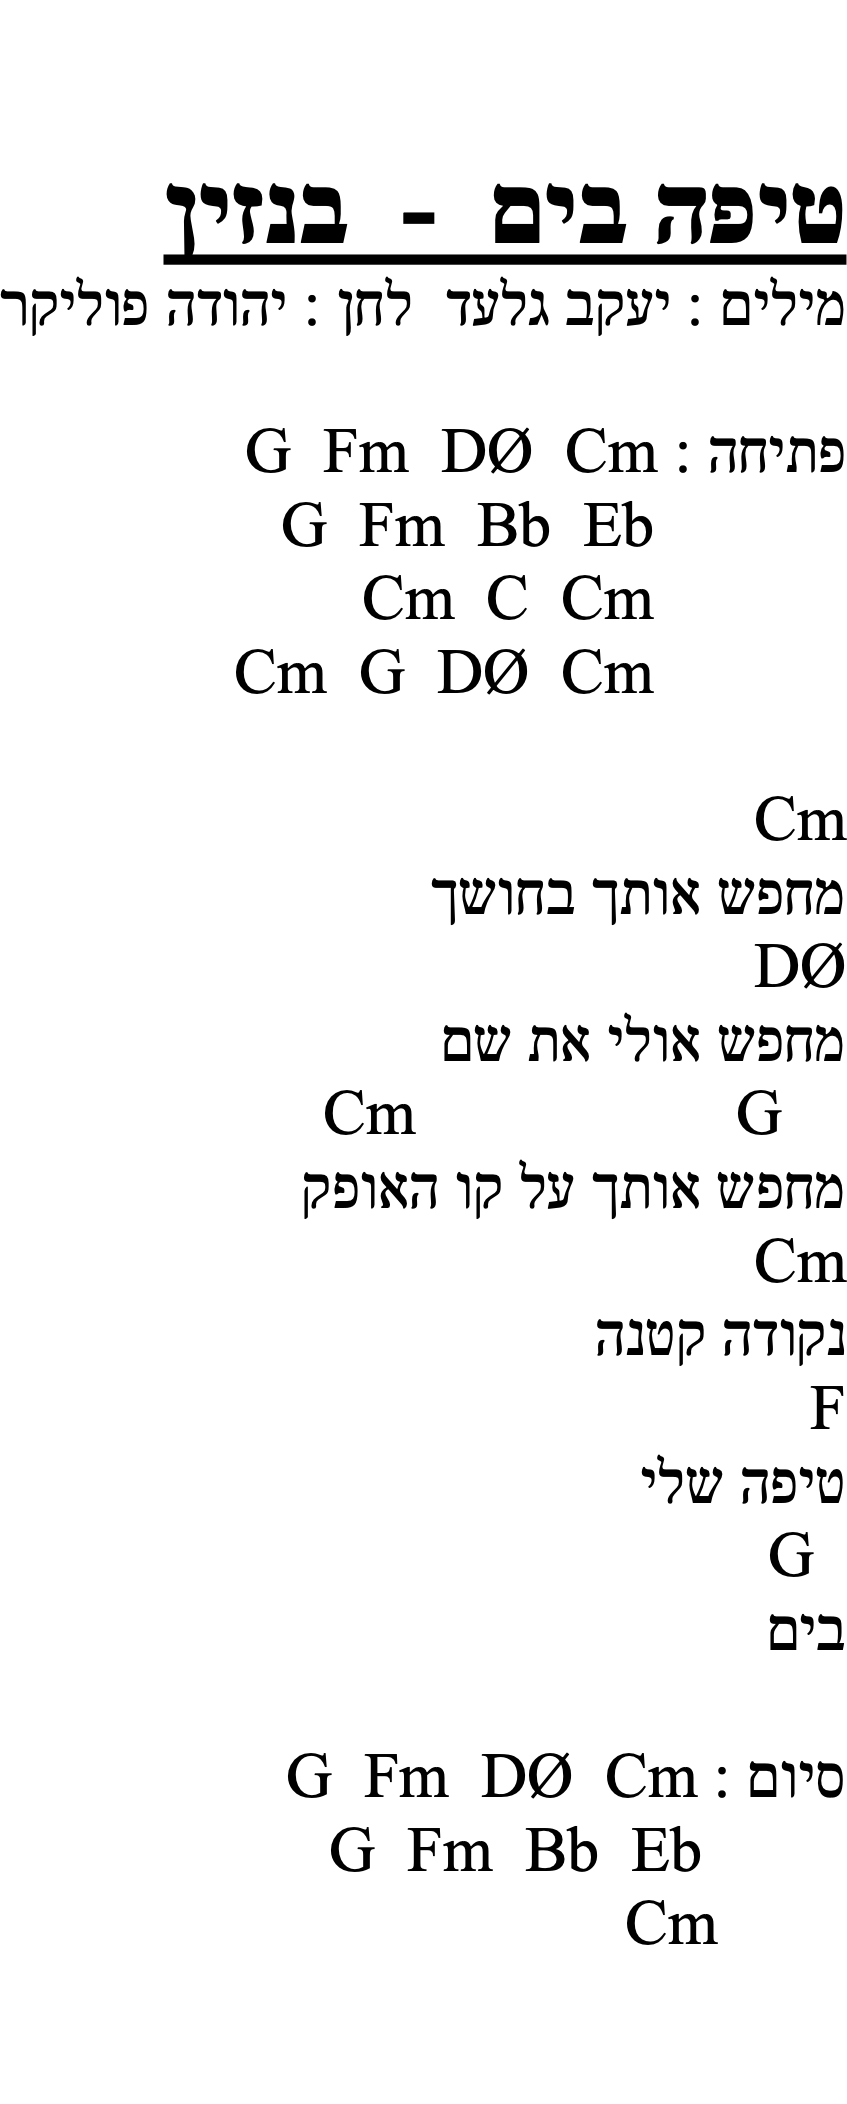 טיפה בים - בנזין
מילים : יעקב גלעד לחן : יהודה פוליקר
פתיחה : G Fm DØ Cm
G Fm Bb Eb
Cm C Cm
Cm G DØ Cm
Cm
מחפש אותך בחושך
DØ
מחפש אולי את שם
Cm G
מחפש אותך על קו האופק
Cm
נקודה קטנה
F
טיפה שלי
G
בים
סיום : G Fm DØ Cm
G Fm Bb Eb
Cm